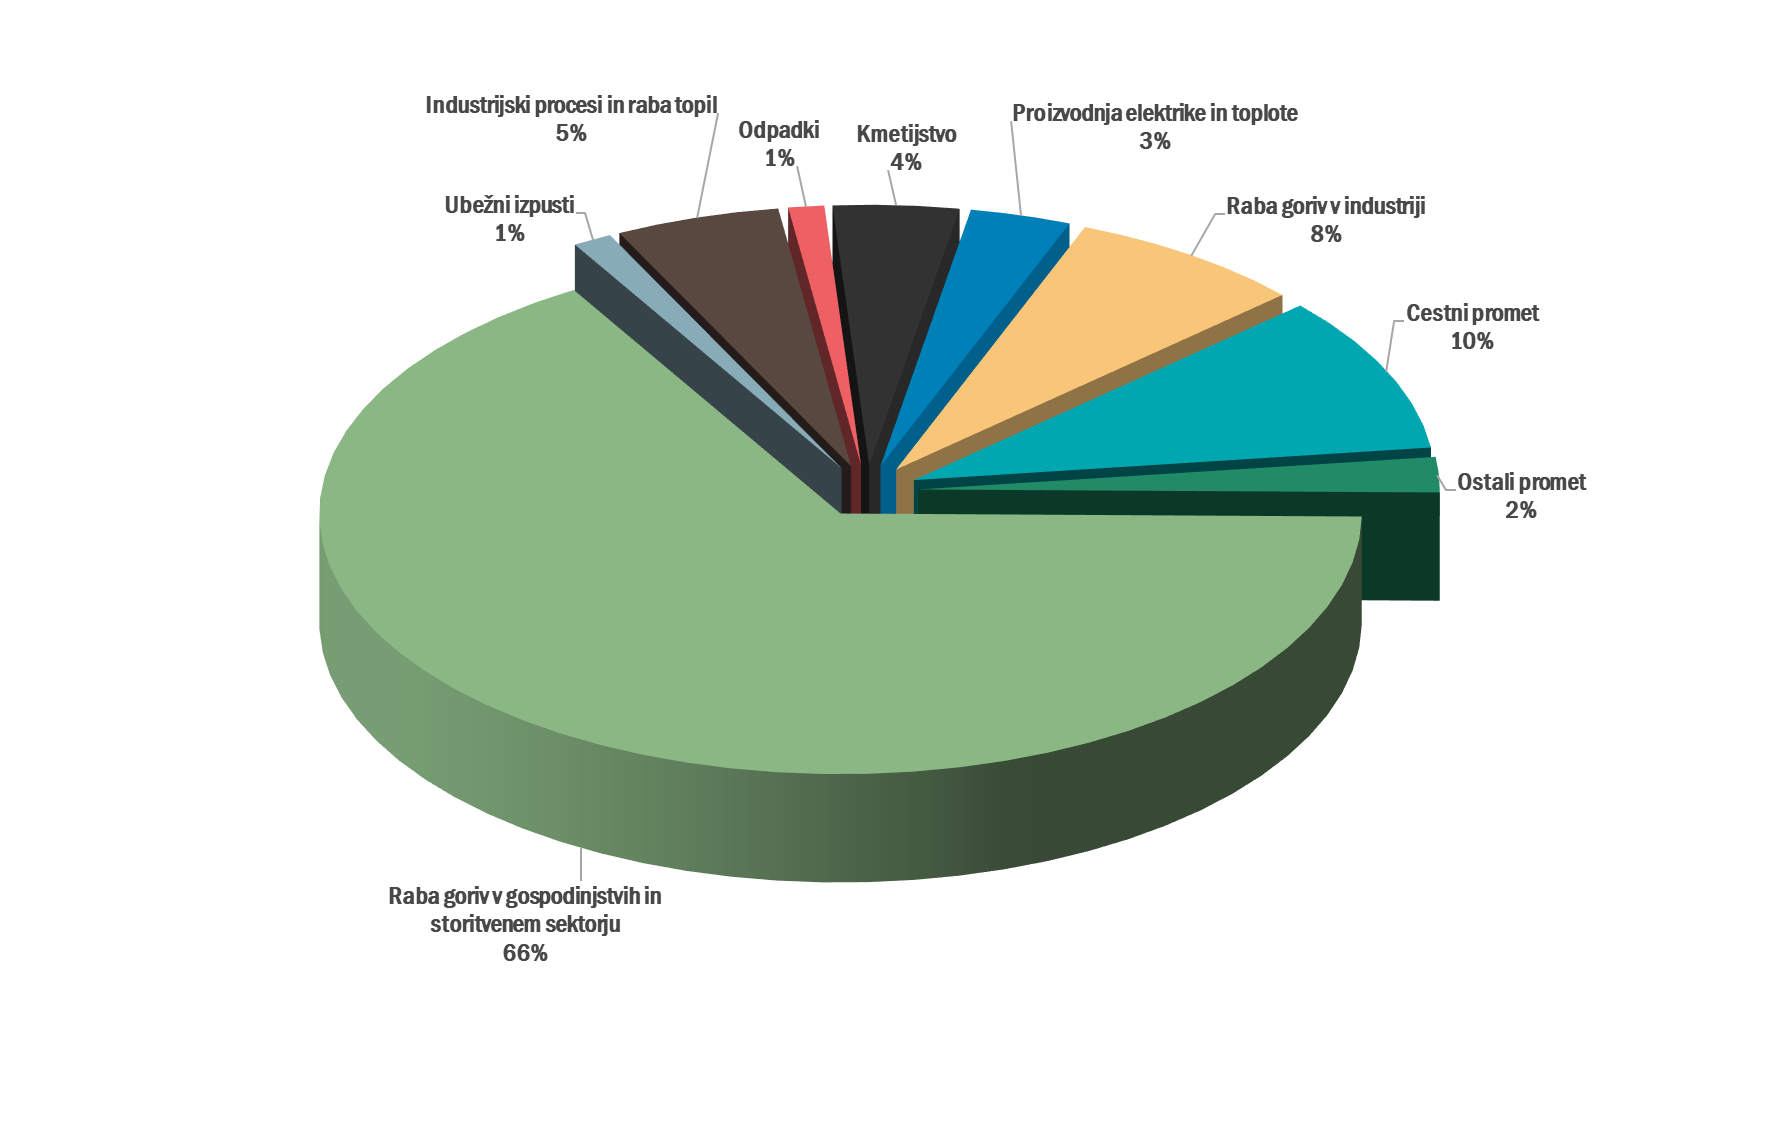 Industrijski procesi in raba topil
5%
Odpadki
1%
Kmetijstvo
4%
Proizvodnja elektrike in toplote
3%
Ubežni izpusti
1%
Raba goriv v industriji
8%
Cestni promet
10%
Ostali promet
2%
Raba goriv v gospodinjstvih in
storitvenem sektorju
66%